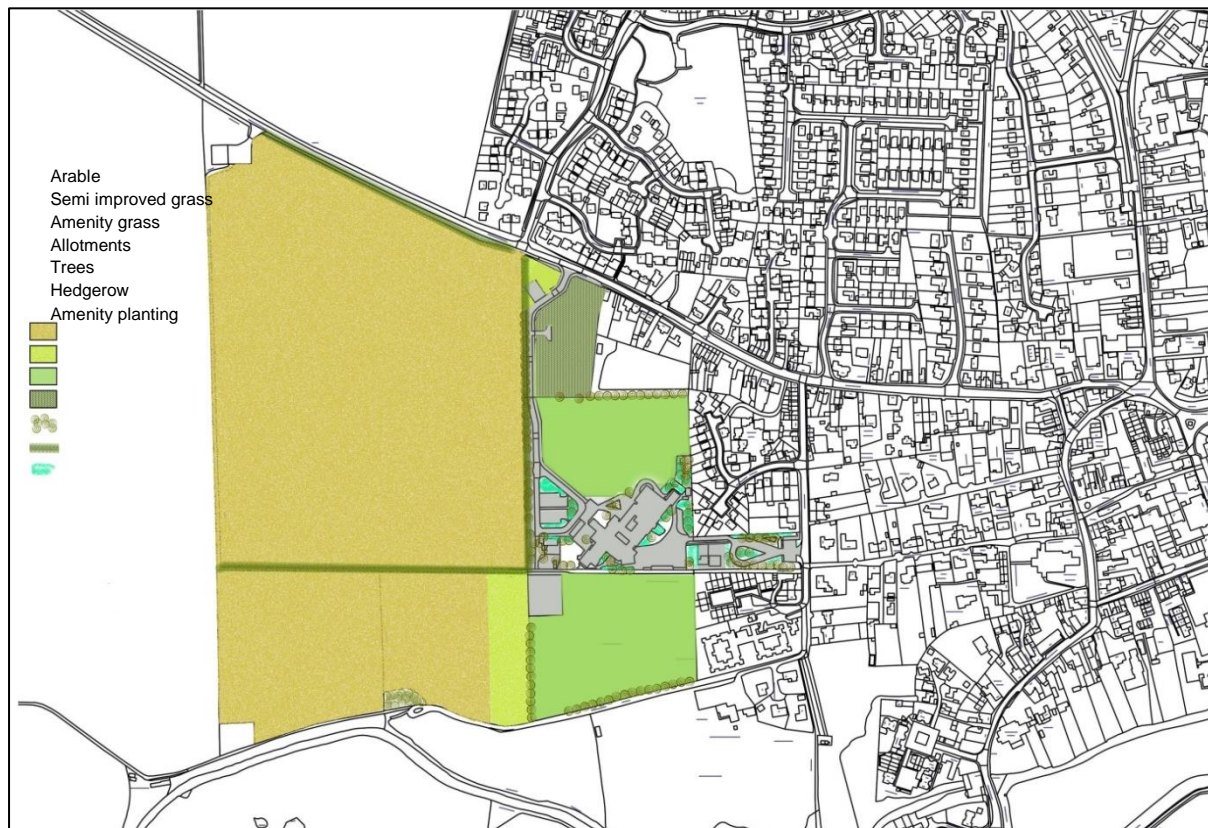 Arable
Semi improved grass
Amenity grass
Allotments
Trees
Hedgerow
Amenity planting